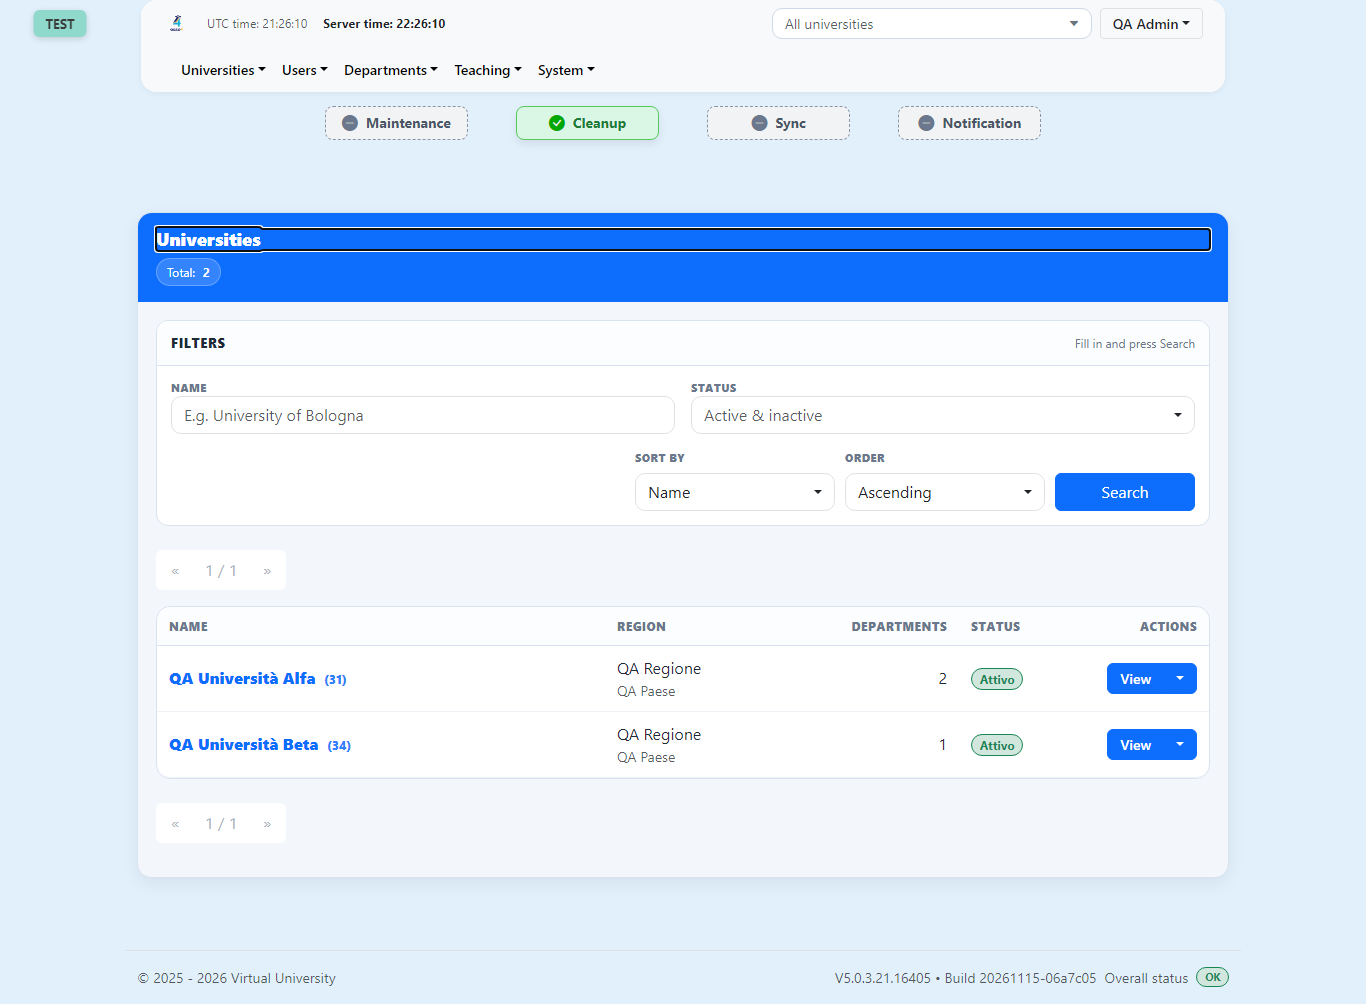 TEST
UTC time: 21:26:10 Server time: 22:26:10
All universities
QA Admin
Universities Users Departments Teaching System
Maintenance Cleanup Sync Notification
Universities
Total: 2
FILTERS
Fill in and press Search
NAME STATUS
E.g. University of Bologna Active & inactive
SORT BY ORDER
Name Ascending Search
« 1 / 1 »
NAME REGION DEPARTMENTS STATUS ACTIONS
QA Università Alfa (31) QA Regione 2 Attivo View
QA Paese
QA Università Beta (34) QA Regione 1 Attivo View
QA Paese
« 1 / 1 »
© 2025 - 2026 Virtual University
V5.0.3.21.16405 • Build 20261115-06a7c05 Overall status OK